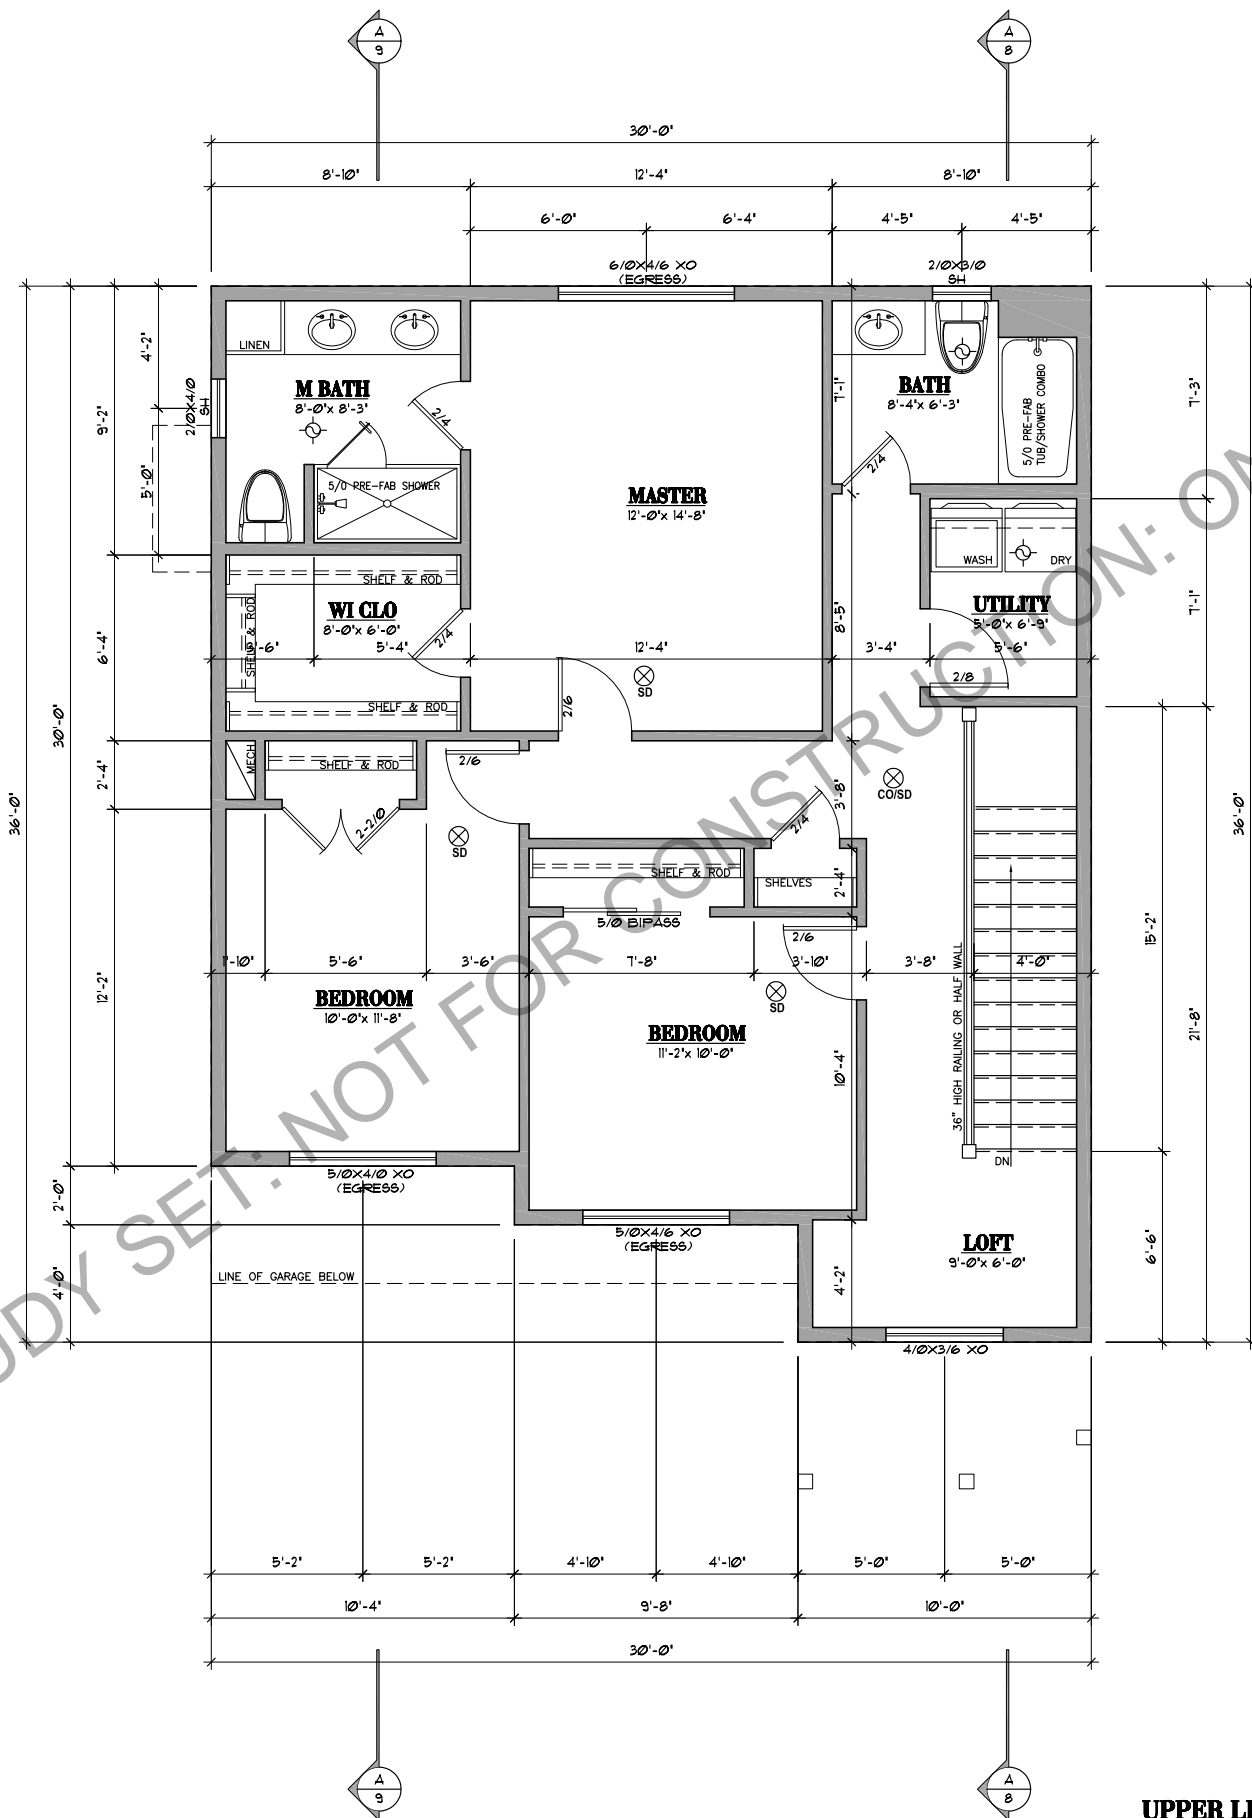 A
9
A
8
30'-0"
8'-10"
12'-4"
8'-10"
6'-0"
6'-4"
4'-5"
4'-5"
6/0X4/6 XO
(EGRESS)
2/0X3/0
SH
LINEN
M BATH
8'-0"x 8'-3"
2/4
5/0 PRE-FAB SHOWER
2/0X4/0
SH
4'-2"
5'-0"
9'-2"
MASTER
12'-0"x 14'-8"
BATH
8'-4"x 6'-3"
7'-1"
2/4
5/0 PRE-FAB
TUB/SHOWER COMBO
7'-3"
WASH
DRY
UTILITY
5'-0"x 6'-9"
7'-1"
SHELF & ROD
WI CLO
8'-0"x 6'-0"
SHELF & ROD
2/4
5'-4"
12'-4"
8'-5"
3'-4"
5'-6"
2/8
SHELF & ROD
6'-4"
SD
2/6
30'-0"
36'-0"
MECH
SHELF & ROD
2-2/0
2/6
SD
2'-4"
CO/SD
3'-8"
2/4
36'-0"
SHELF & ROD
SHELVES
2'-4"
5/0 BIPASS
2/6
1'-10"
5'-6"
3'-6"
7'-8"
3'-10"
3'-8"
4'-0"
12'-2"
BEDROOM
10'-0"x 11'-8"
SD
BEDROOM
11'-2"x 10'-0"
10'-4"
36" HIGH RAILING OR HALF WALL
15'-2"
21'-8"
DN
5/0X4/0 XO
(EGRESS)
2'-0"
5/0X4/6 XO
(EGRESS)
LOFT
9'-0"x 6'-0"
6'-6"
4'-2"
LINE OF GARAGE BELOW
4'-0"
4/0X3/6 XO
5'-2"
5'-2"
4'-10"
4'-10"
5'-0"
5'-0"
10'-4"
9'-8"
10'-0"
30'-0"
A
9
A
8
SET: NOT FOR CONSTRUCTION:
UPPER